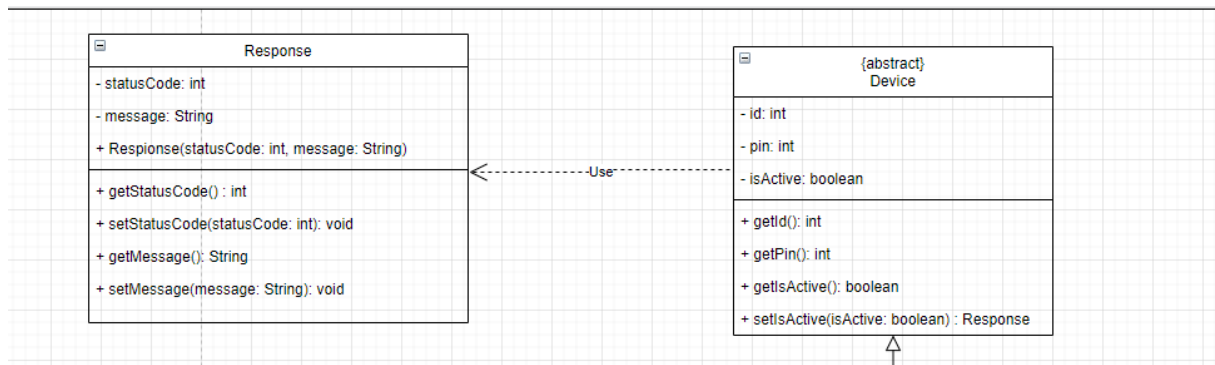 Response
- statusCode: int
- message: String
+ Respionse(statusCode: int, message: String)
+ getStatusCode() : int
+ setStatusCode(statusCode: int): void
+ getMessage(): String
+ setMessage(message: String): void
Use
{abstract}
Device
- id: int
- pin: int
- isActive: boolean
+ getId(): int
+ getPin(): int
+ getIsActive(): boolean
+ setIsActive(isActive: boolean) : Response